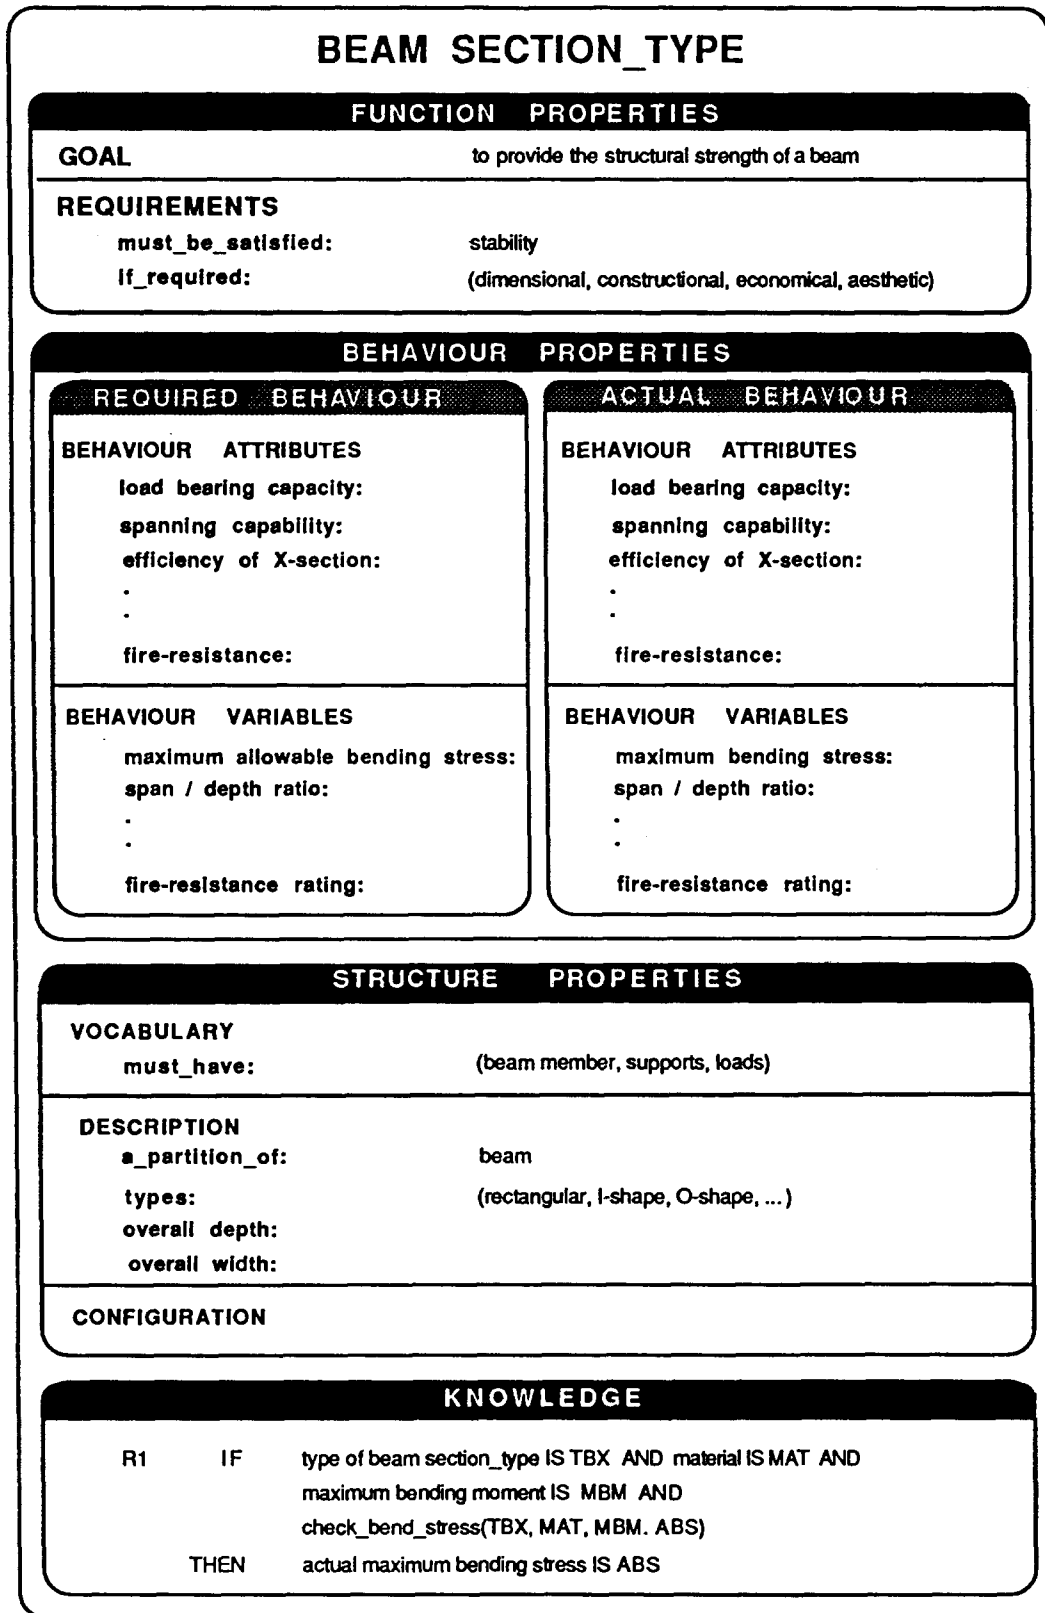 BEAM SECTION_TYPE
FUNCTION PROPERTIES
GOAL to provide the structural strength of a beam
REQUIREMENTS
must_be_satisfied: stability
if_required: (dimensional, constructional, economical, aesthetic)
BEHAVIOUR PROPERTIES
REQUIRED BEHAVIOUR
BEHAVIOUR ATTRIBUTES
load bearing capacity:
spanning capability:
efficiency of X-section:
.
.
fire-resistance:
BEHAVIOUR VARIABLES
maximum allowable bending stress:
span / depth ratio:
.
.
fire-resistance rating:
ACTUAL BEHAVIOUR
BEHAVIOUR ATTRIBUTES
load bearing capacity:
spanning capability:
efficiency of X-section:
.
.
fire-resistance:
BEHAVIOUR VARIABLES
maximum bending stress:
span / depth ratio:
.
.
fire-resistance rating:
STRUCTURE PROPERTIES
VOCABULARY
must_have: (beam member, supports, loads)
DESCRIPTION
a_partition_of: beam
types: (rectangular, I-shape, O-shape, ... )
overall depth:
overall width:
CONFIGURATION
KNOWLEDGE
R1 IF type of beam section_type IS TBX AND material IS MAT AND
maximum bending moment IS MBM AND
check_bend_stress(TBX, MAT, MBM. ABS)
THEN actual maximum bending stress IS ABS